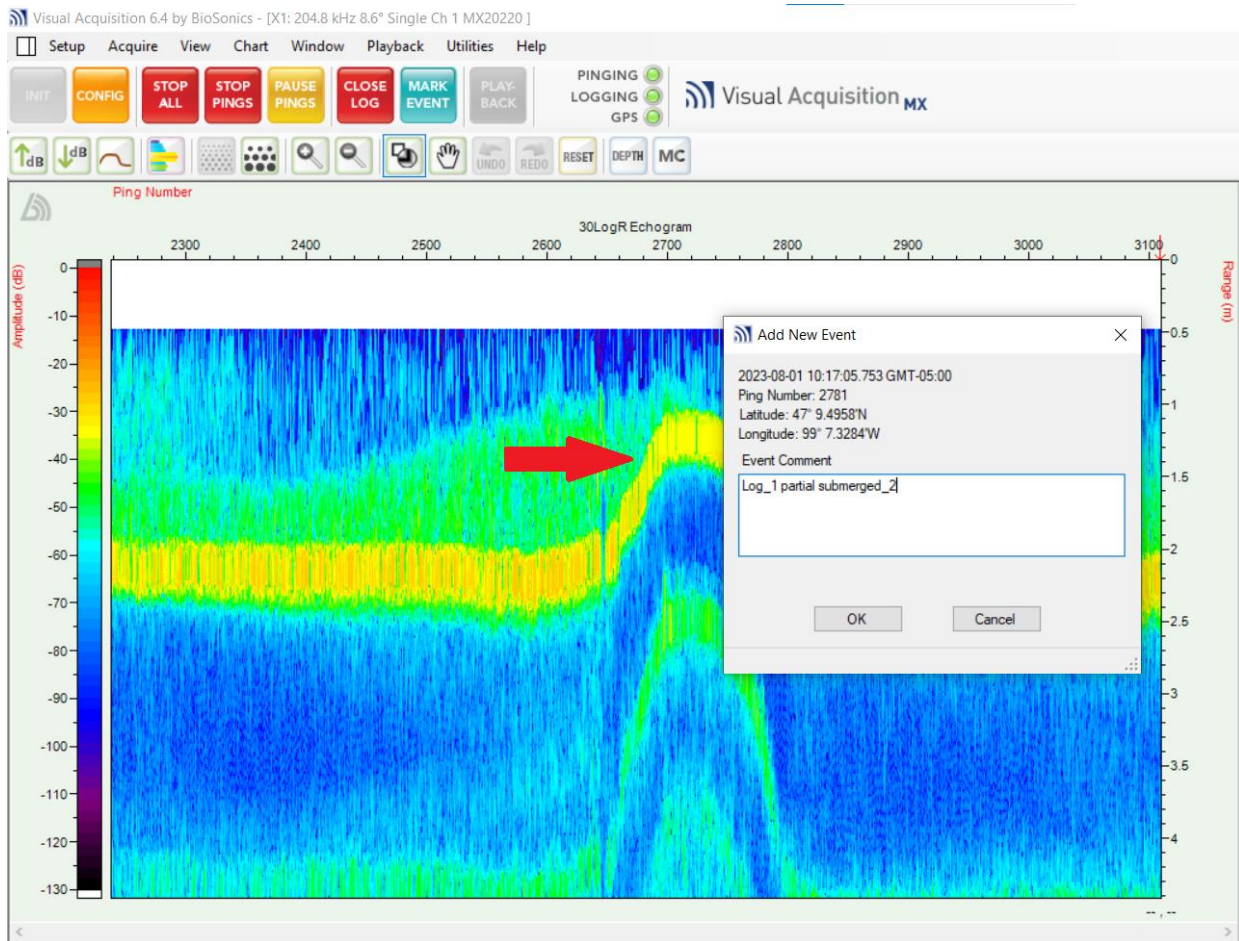 Visual Acquisition 6.4 by BioSonics - [X1: 204.8 kHz 8.6° Single Ch 1 MX20220 ]
Setup Acquire View Chart Window Playback Utilities Help
INIT CONFIG STOP ALL STOP PINGS PAUSE PINGS CLOSE LOG MARK EVENT PLAY- BACK
PINGING
LOGGING
GPS
Visual Acquisition MX
dB dB UNDO REDO RESET DEPTH MC
Ping Number
30LogR Echogram
2300 2400 2500 2600 2700 2800 2900 3000 3100
Amplitude (dB)
0
-10
-20
-30
-40
-50
-60
-70
-80
-90
-100
-110
-120
-130
Range (m)
0
0.5
1
1.5
2
2.5
3
3.5
4
Add New Event
2023-08-01 10:17:05.753 GMT-05:00
Ping Number: 2781
Latitude: 47° 9.4958'N
Longitude: 99° 7.3284'W
Event Comment
Log_1 partial submerged_2
OK Cancel
-- , --